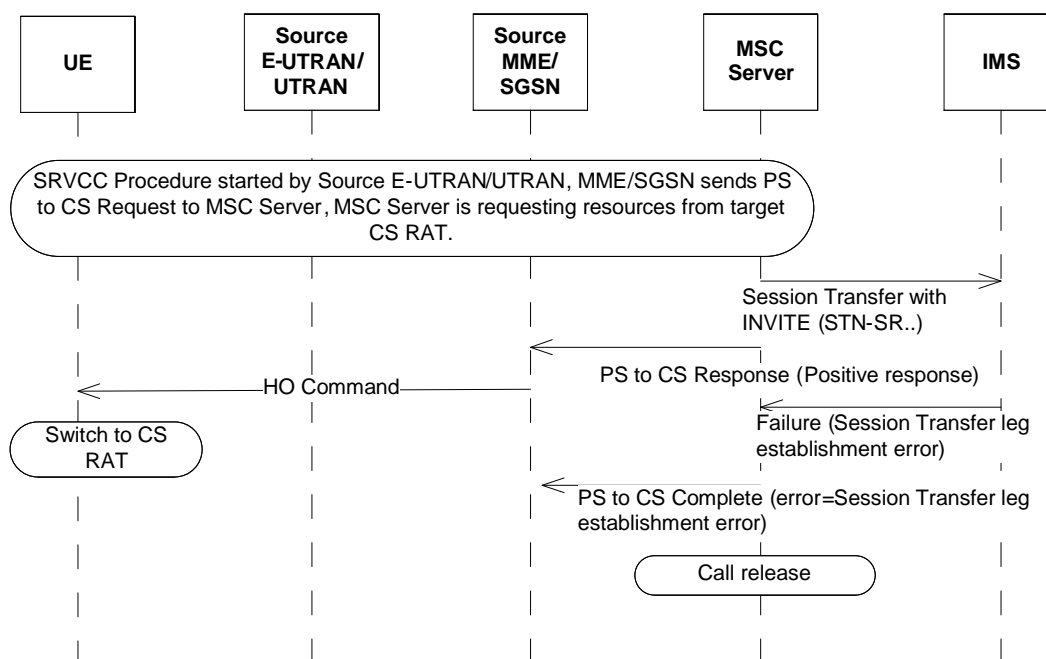 UE
Source
E-UTRAN/
UTRAN
Source
MME/
SGSN
MSC
Server
IMS
SRVCC Procedure started by Source E-UTRAN/UTRAN, MME/SGSN sends PS
to CS Request to MSC Server, MSC Server is requesting resources from target
CS RAT.
Session Transfer with
INVITE (STN-SR..)
PS to CS Response (Positive response)
HO Command
Failure (Session Transfer leg
establishment error)
Switch to CS
RAT
PS to CS Complete (error=Session Transfer leg
establishment error)
Call release